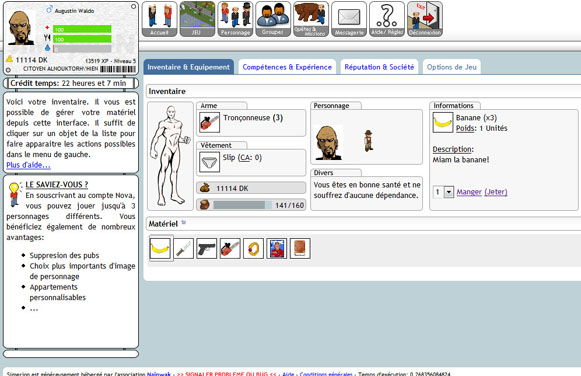 Augustin Waldo
100
100
0
11114 DK
13519 XP - Niveau 5
CITOYEN ALNOUKTORH/HIEN
Crédit temps: 22 heures et 7 min
Accueil
JEU
Personnage
Groupes
Quêtes & Missions
Messagerie
Aide / Règles
Déconnexion
Voici votre inventaire. Il vous est
possible de gérer votre matériel
depuis cette interface. Il suffit de
cliquer sur un objet de la liste pour
faire apparaitre les actions possibles
dans le menu de gauche.
Plus d'aide...
LE SAVIEZ-VOUS ?
En souscrivant au compte Nova,
vous pouvez jouer jusqu'à 3
personnages différents. Vous
bénéficiez également de nombreux
avantages:
Suppresion des pubs
Choix plus importants d'image
de personnage
Appartements
personnalisables
...
Inventaire & Equipement
Compétences & Expérience
Réputation & Société
Options de Jeu
Inventaire
Arme
Tronçonneuse (3)
Vêtement
Slip (CA: 0)
11114 DK
141/160
Personnage
Divers
Vous êtes en bonne santé et ne
souffrez d'aucune dépendance.
Informations
Banane (x3)
Poids: 1 Unités
Description:
Miam la banane!
1 Manger (Jeter)
Matériel
Simerion est généreusement hébergé par l'association Nainwak - >> SIGNALER PROBLEME DU BUG << - Aide - Conditions générales - Temps d'exécution: